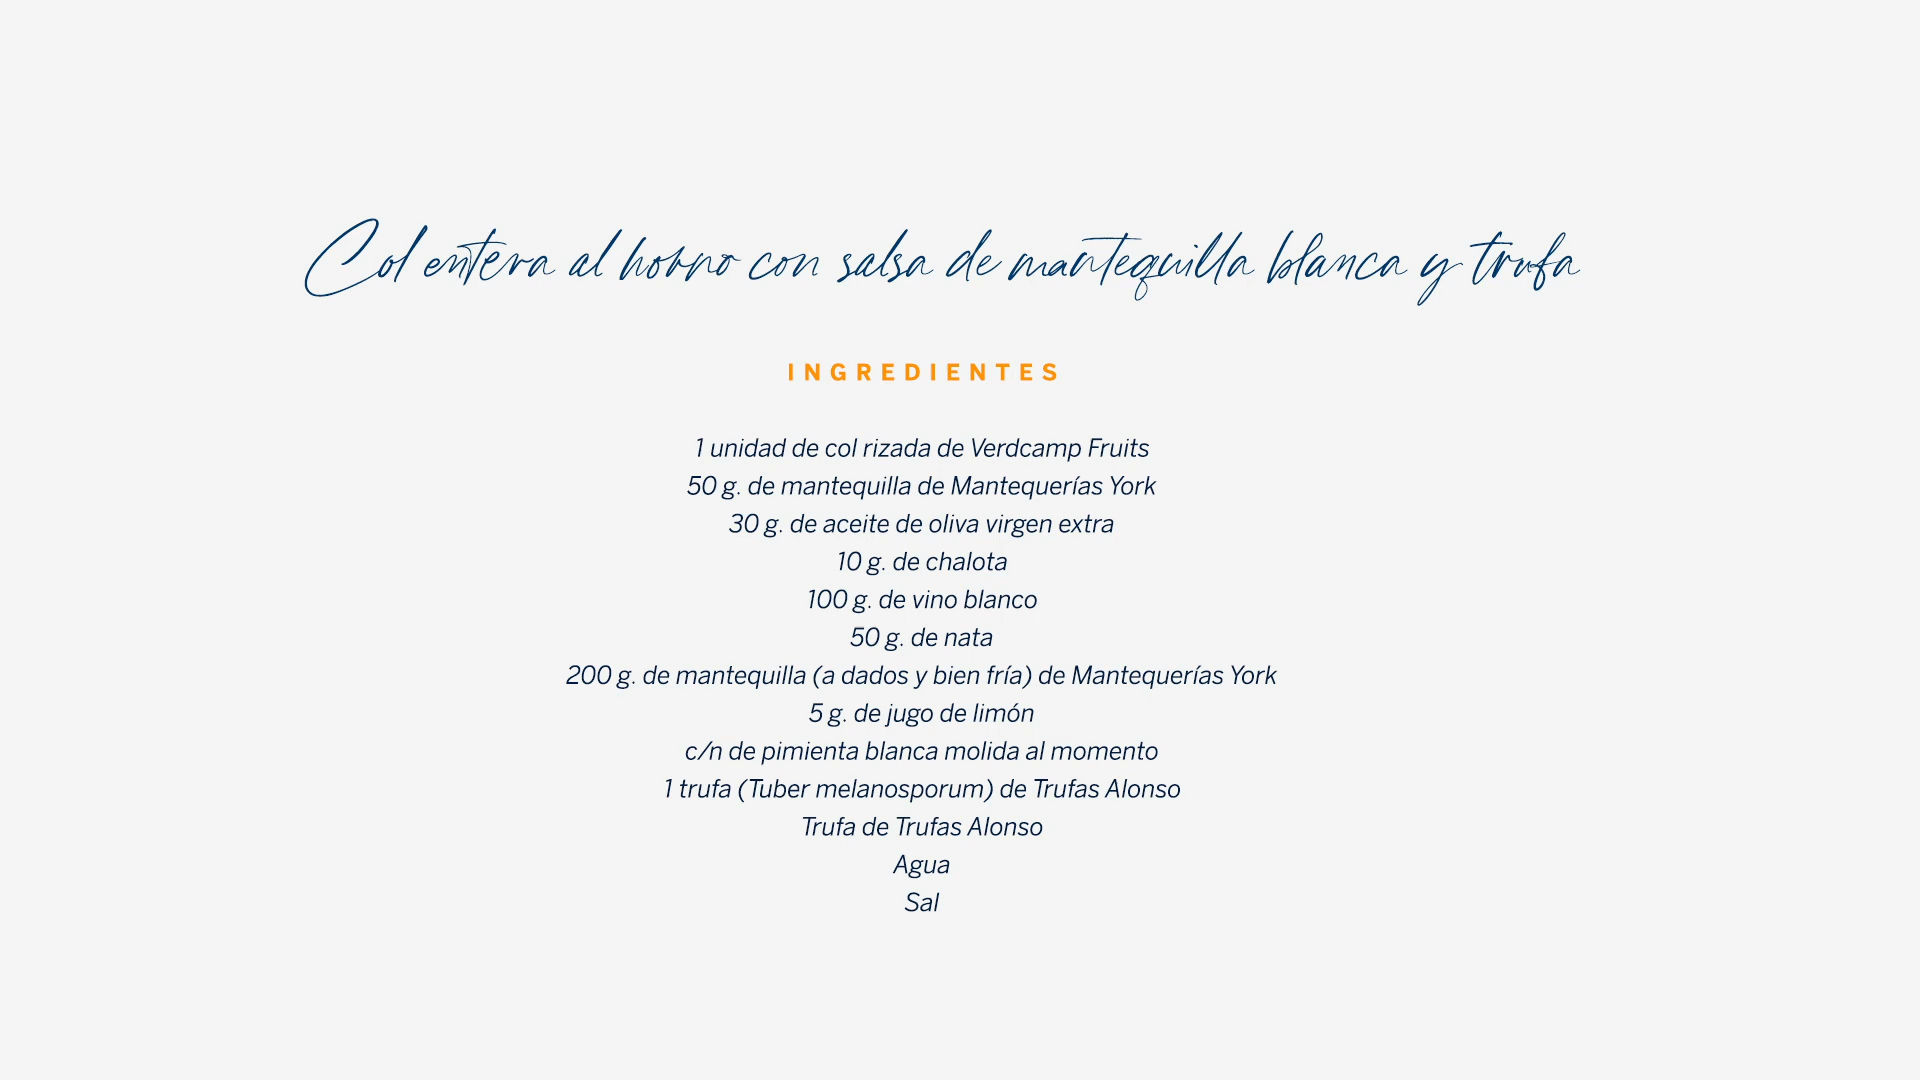 Col entera al horno con salsa de mantequilla blanca y trufa
INGREDIENTES
1 unidad de col rizada de Verdcamp Fruits
50 g. de mantequilla de Mantequerías York
30 g. de aceite de oliva virgen extra
10 g. de chalota
100 g. de vino blanco
50 g. de nata
200 g. de mantequilla (a dados y bien fría) de Mantequerías York
5 g. de jugo de limón
c/n de pimienta blanca molida al momento
1 trufa (Tuber melanosporum) de Trufas Alonso
Trufa de Trufas Alonso
Agua
Sal